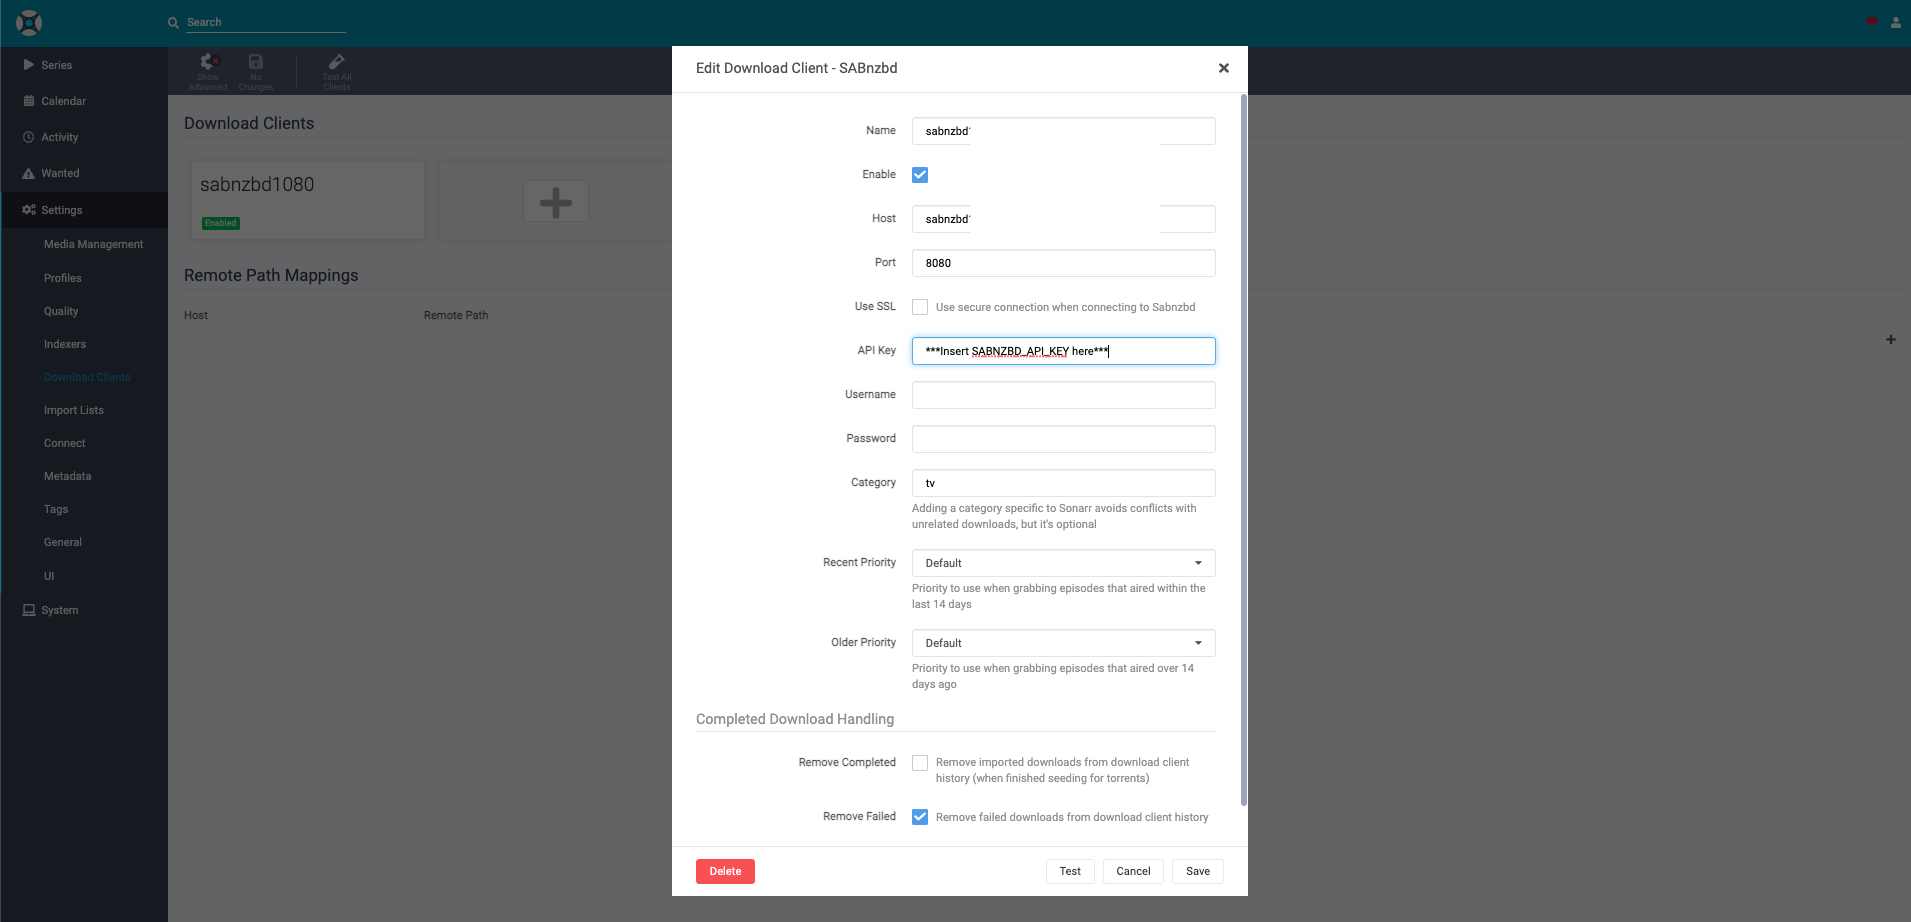 Search
Series
Calendar
Activity
Wanted
Settings
Media Management
Profiles
Quality
Indexers
Download Clients
Import Lists
Connect
Metadata
Tags
General
UI
System
Show Advanced
No Changes
Test All Clients
Download Clients
sabnzbd1080
Enabled
Remote Path Mappings
Host
Remote Path
Edit Download Client - SABnzbd
Name
sabnzbd
Enable
Host
sabnzbd
Port
8080
Use SSL
Use secure connection when connecting to Sabnzbd
API Key
***Insert SABNZBD_API_KEY here***
Username
Password
Category
tv
Adding a category specific to Sonarr avoids conflicts with
unrelated downloads, but it's optional
Recent Priority
Default
Priority to use when grabbing episodes that aired within the
last 14 days
Older Priority
Default
Priority to use when grabbing episodes that aired over 14
days ago
Completed Download Handling
Remove Completed
Remove imported downloads from download client
history (when finished seeding for torrents)
Remove Failed
Remove failed downloads from download client history
Delete
Test
Cancel
Save